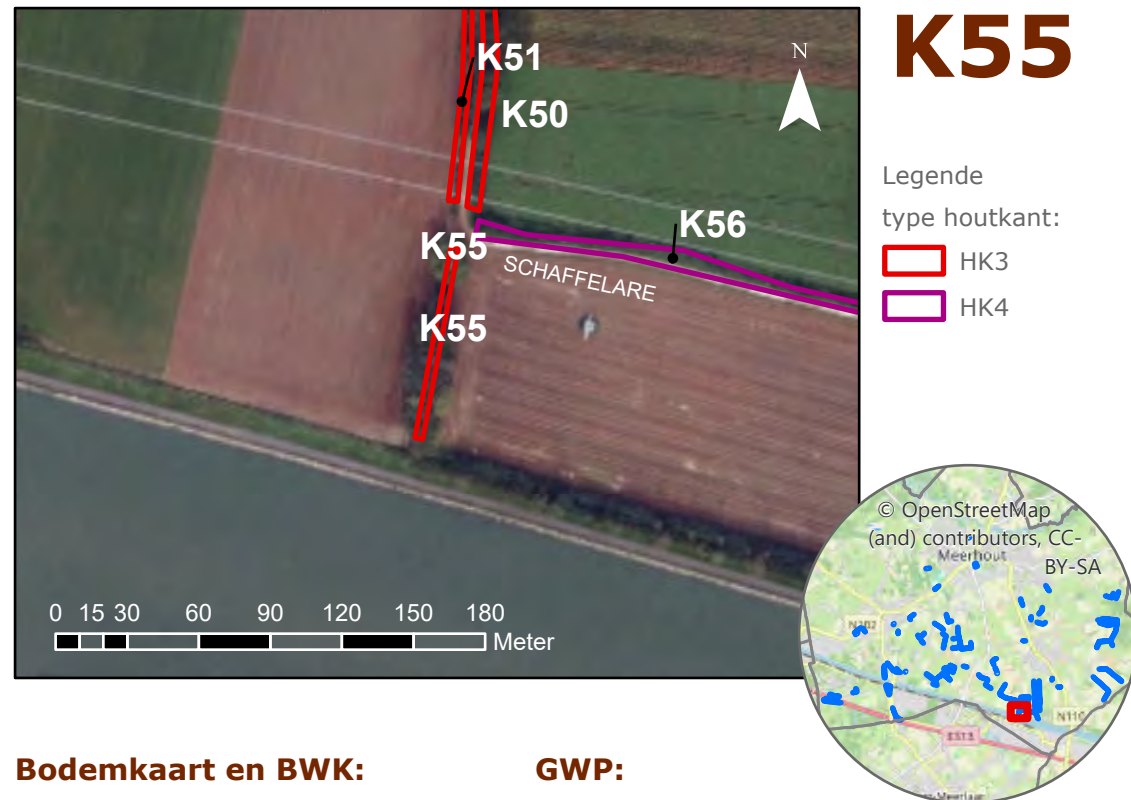 K55
K51
K50
N
K56
K55
SCHAFFELARE
K55
0 15 30 60 90 120 150 180
Meter
Legende
type houtkant:
HK3
HK4
© OpenStreetMap
(and) contributors, CC-
BY-SA
Meerhout
N102
N110
E313
Bodemkaart en BWK:
GWP: